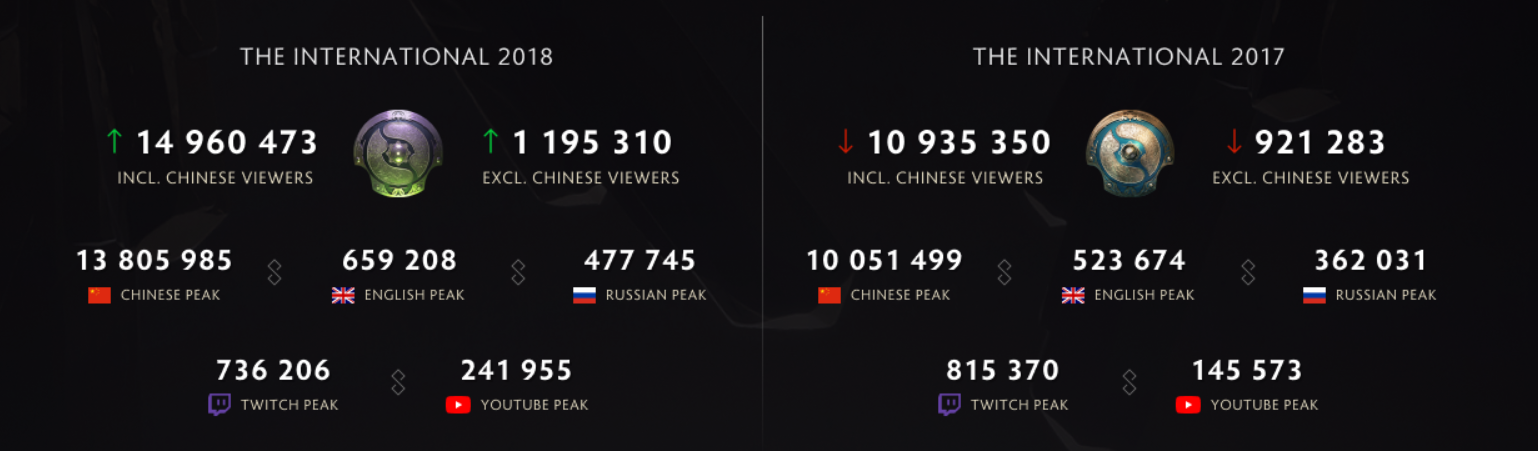 THE INTERNATIONAL 2018
↑ 14 960 473
INCL. CHINESE VIEWERS
↑ 1 195 310
EXCL. CHINESE VIEWERS
13 805 985
CHINESE PEAK
659 208
ENGLISH PEAK
477 745
RUSSIAN PEAK
736 206
TWITCH PEAK
241 955
YOUTUBE PEAK
THE INTERNATIONAL 2017
↓ 10 935 350
INCL. CHINESE VIEWERS
↓ 921 283
EXCL. CHINESE VIEWERS
10 051 499
CHINESE PEAK
523 674
ENGLISH PEAK
362 031
RUSSIAN PEAK
815 370
TWITCH PEAK
145 573
YOUTUBE PEAK